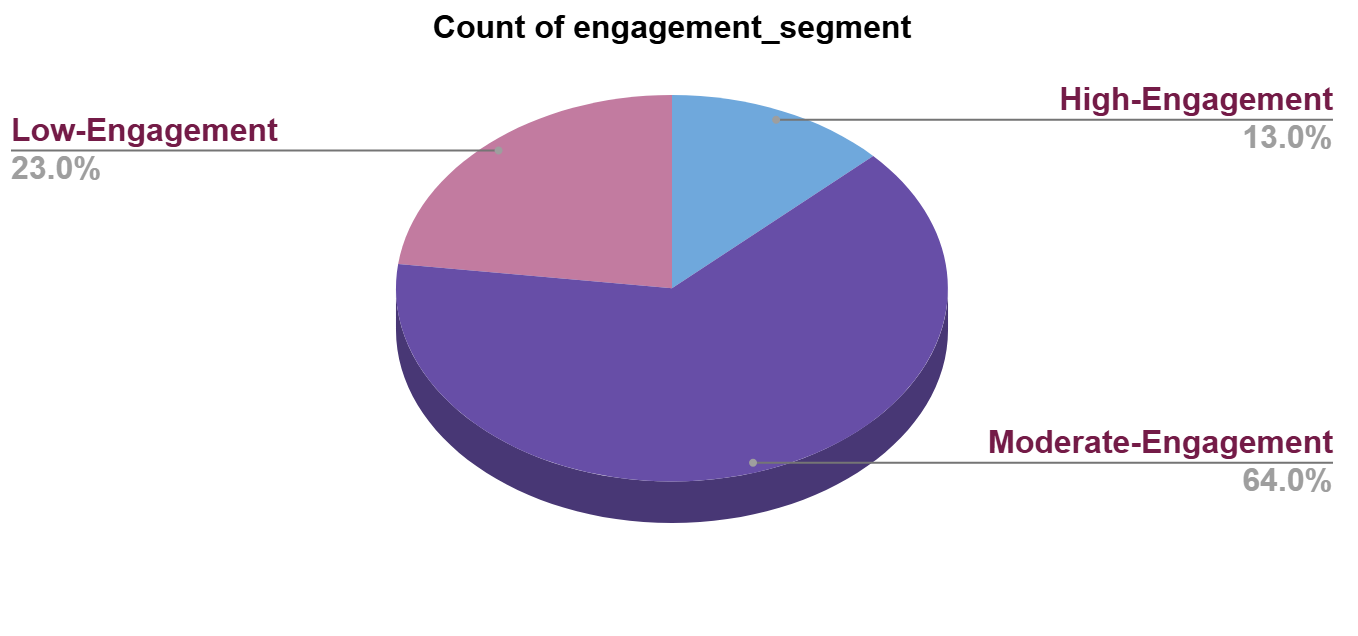 Count of engagement_segment
High-Engagement
13.0%
Low-Engagement
23.0%
Moderate-Engagement
64.0%